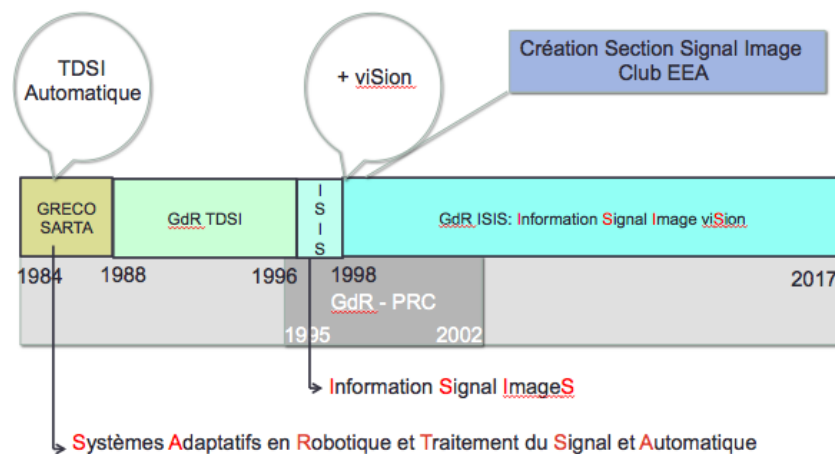 TDSI
Automatique
+ viSion
Création Section Signal Image
Club EEA
GRECO
SARTA
GdR TDSI
I
S
I
S
GdR ISIS: Information Signal Image viSion
1984
1988
1996
1998
2017
GdR - PRC
1995
2002
Information Signal ImageS
Systèmes Adaptatifs en Robotique et Traitement du Signal et Automatique